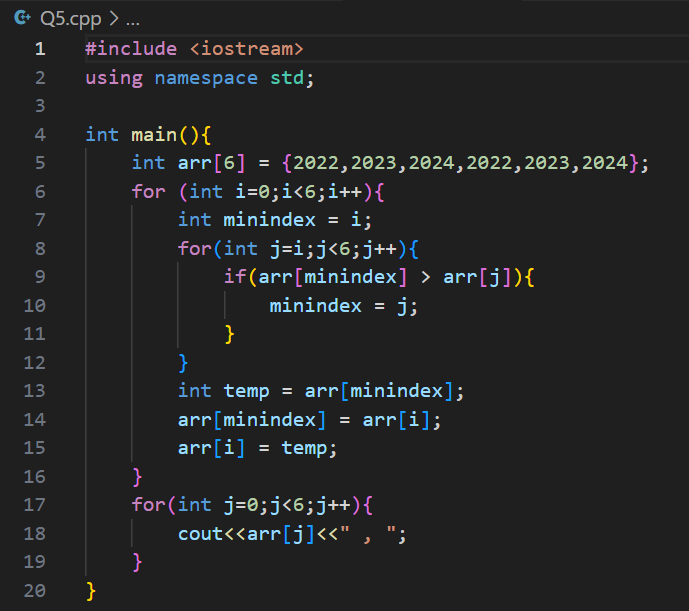 Q5.cpp > ...
1 #include <iostream>
2 using namespace std;
3
4 int main(){
5     int arr[6] = {2022,2023,2024,2022,2023,2024};
6     for (int i=0;i<6;i++){
7         int minindex = i;
8         for(int j=i;j<6;j++){
9             if(arr[minindex] > arr[j]){
10                 minindex = j;
11             }
12         }
13         int temp = arr[minindex];
14         arr[minindex] = arr[i];
15         arr[i] = temp;
16     }
17     for(int j=0;j<6;j++){
18         cout<<arr[j]<<" , ";
19     }
20 }